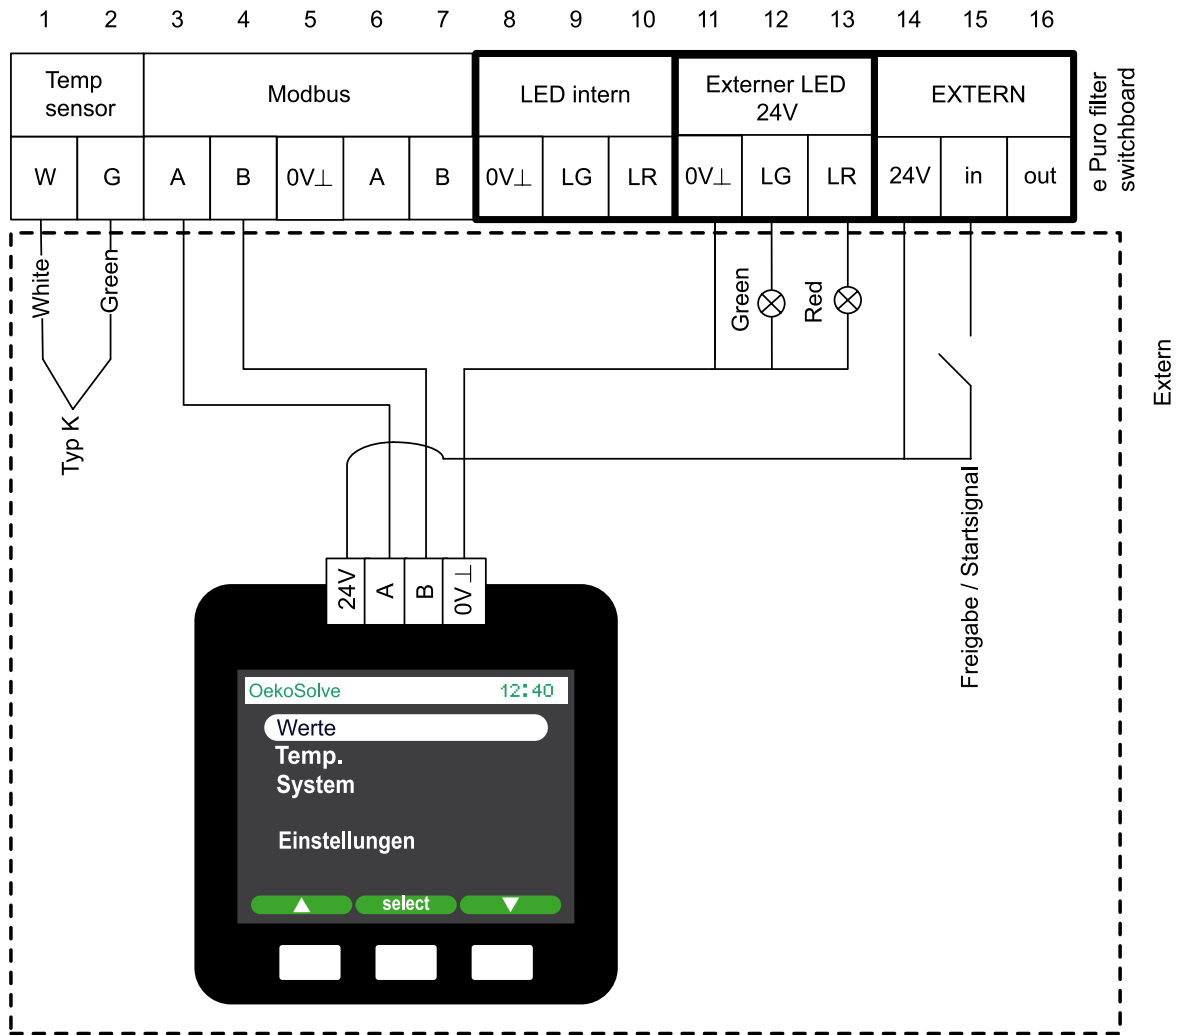 1 2 3 4 5 6 7 8 9 10 11 12 13 14 15 16
Temp
sensor
Modbus
LED intern
Externer LED
24V
EXTERN
W G A B 0V⊥ A B 0V⊥ LG LR 0V⊥ LG LR 24V in out
e Puro filter
switchboard
White
Green
Typ K
Green
Red
Extern
Freigabe / Startsignal
24V
A
B
0V⊥
OekoSolve 12:40
Werte
Temp.
System
Einstellungen
select